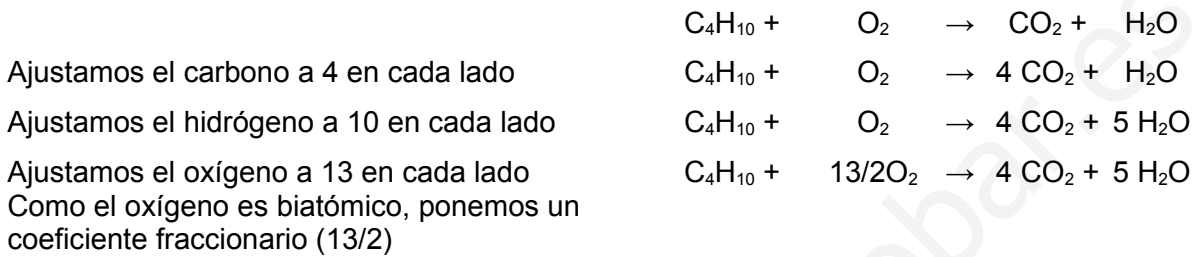 C₄H₁₀ + O₂ → CO₂ + H₂O
Ajustamos el carbono a 4 en cada lado C₄H₁₀ + O₂ → 4 CO₂ + H₂O
Ajustamos el hidrógeno a 10 en cada lado C₄H₁₀ + O₂ → 4 CO₂ + 5 H₂O
Ajustamos el oxígeno a 13 en cada lado C₄H₁₀ + 13/2O₂ → 4 CO₂ + 5 H₂O
Como el oxígeno es biatómico, ponemos un
coeficiente fraccionario (13/2)